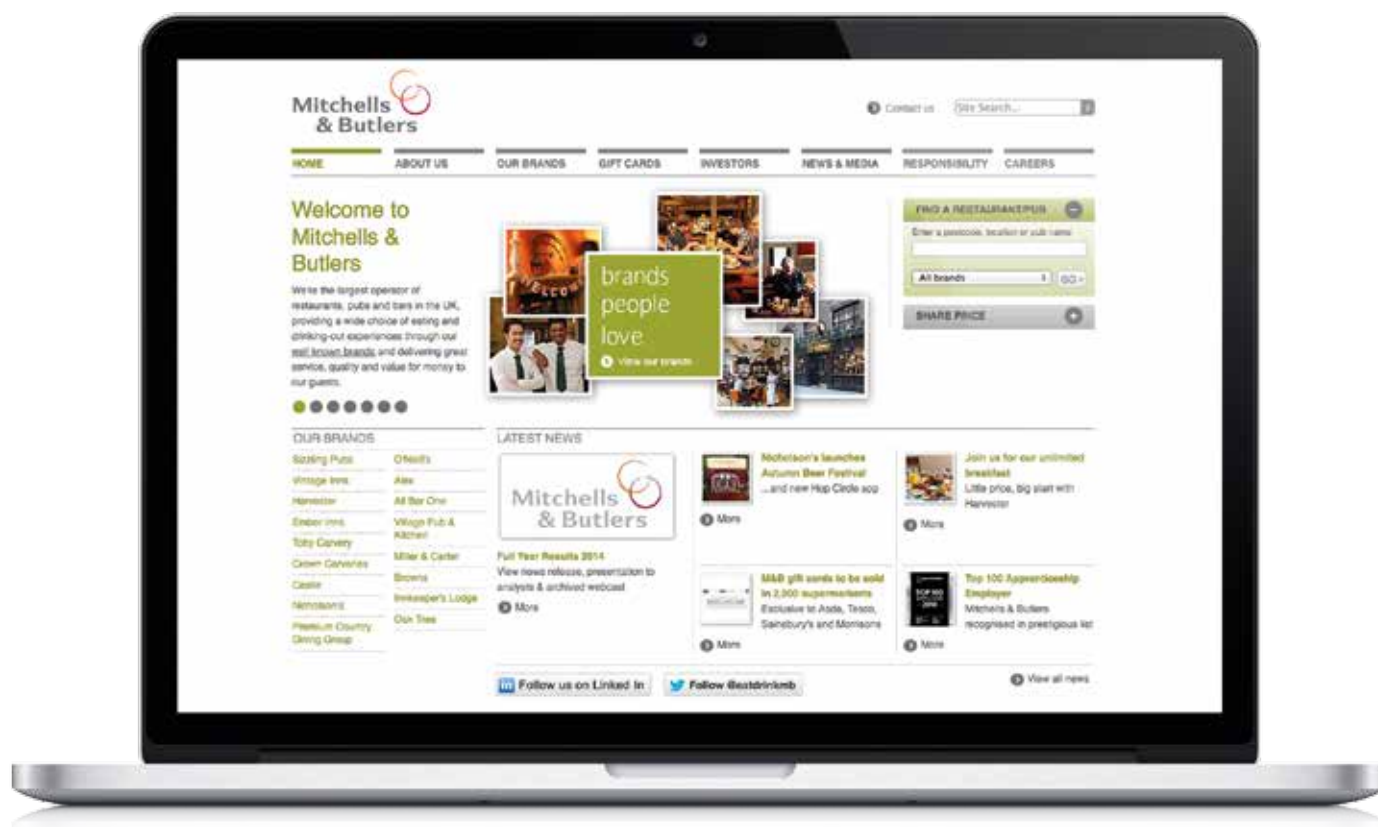 Mitchells
& Butlers
Contact us
Site Search...
HOME
ABOUT US
OUR BRANDS
GIFT CARDS
INVESTORS
NEWS & MEDIA
RESPONSIBILITY
CAREERS
Welcome to
Mitchells &
Butlers
We're the largest operator of
restaurants, pubs and bars in the UK,
providing a wide choice of eating and
drinking-out experiences through our
well known brands and delivering great
service, quality and value for money to
our guests.
WELCOME
brands
people
love
View our brands
FIND A RESTAURANT/PUB
Enter a postcode, location or pub name
All brands
GO
SHARE PRICE
OUR BRANDS
Sizzling Pubs
Vintage Inns
Harvester
Ember Inns
Toby Carvery
Crown Carveries
Castle
Nicholson's
Premium Country
Dining Group
O'Neill's
Alex
All Bar One
Village Pub &
Kitchen
Miller & Carter
Browns
Innkeeper's Lodge
Oak Tree
LATEST NEWS
Mitchells
& Butlers
Full Year Results 2014
View news release, presentation to
analysts & archived webcast
More
Nicholson's launches
Autumn Beer Festival
...and new Hop Circle app
More
Join us for our unlimited
breakfast
Little price, big start with
Harvester
More
M&B gift cards to be sold
in 2,000 supermarkets
Exclusive to Asda, Tesco,
Sainsbury's and Morrisons
More
TOP 100
Top 100 Apprenticeship
Employer
Mitchells & Butlers
recognised in prestigious list
More
in Follow us on Linked In
Follow @eatdrinkmb
View all news